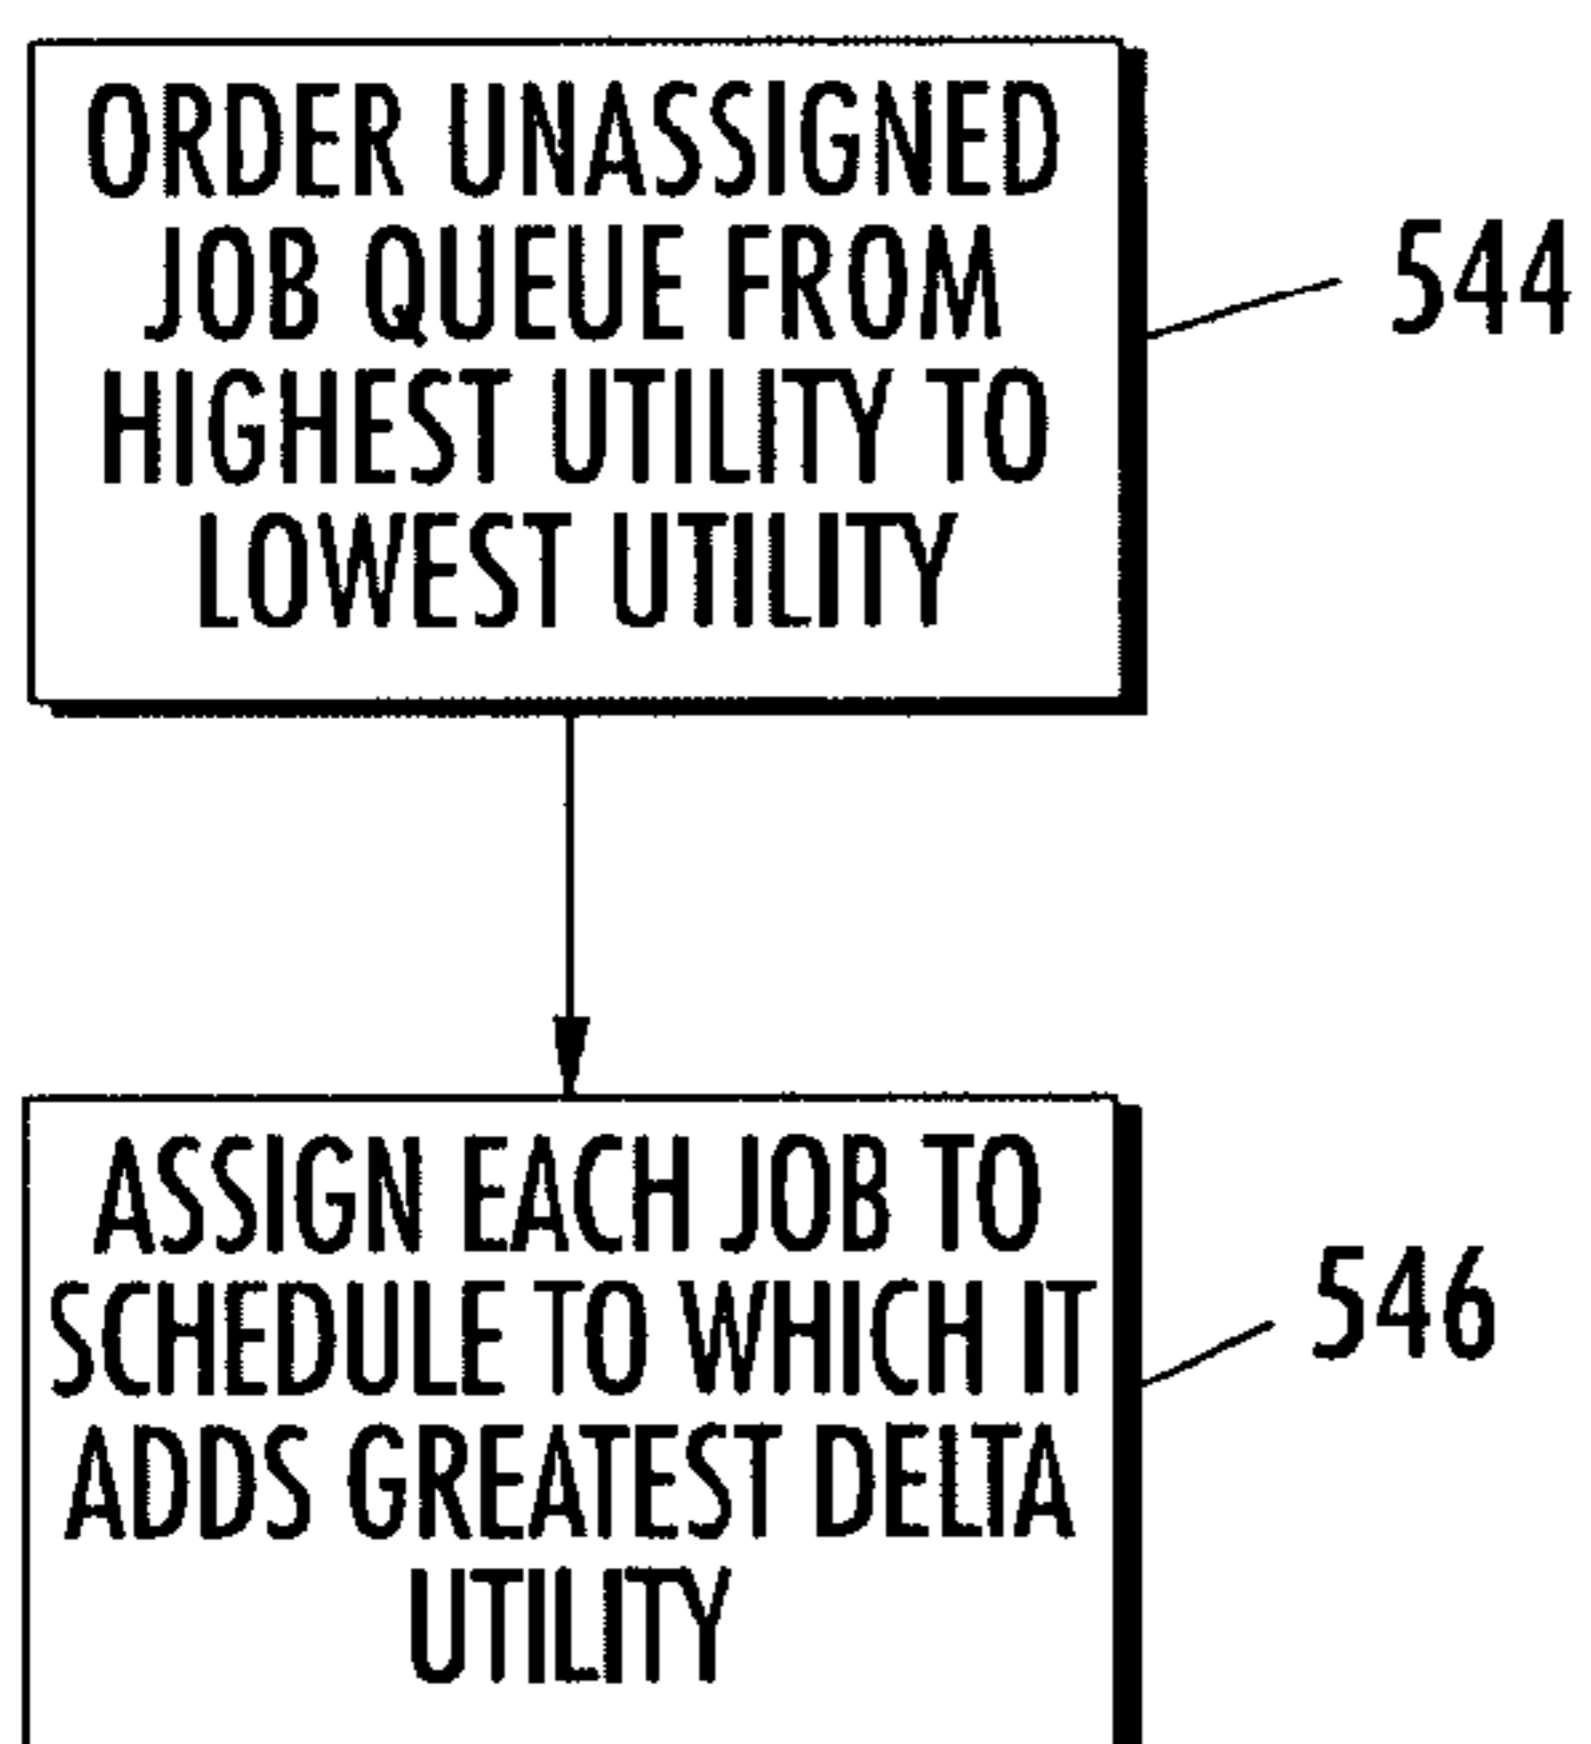 ORDER UNASSIGNED
JOB QUEUE FROM
HIGHEST UTILITY TO
LOWEST UTILITY
544
ASSIGN EACH JOB TO
SCHEDULE TO WHICH IT
ADDS GREATEST DELTA
UTILITY
546